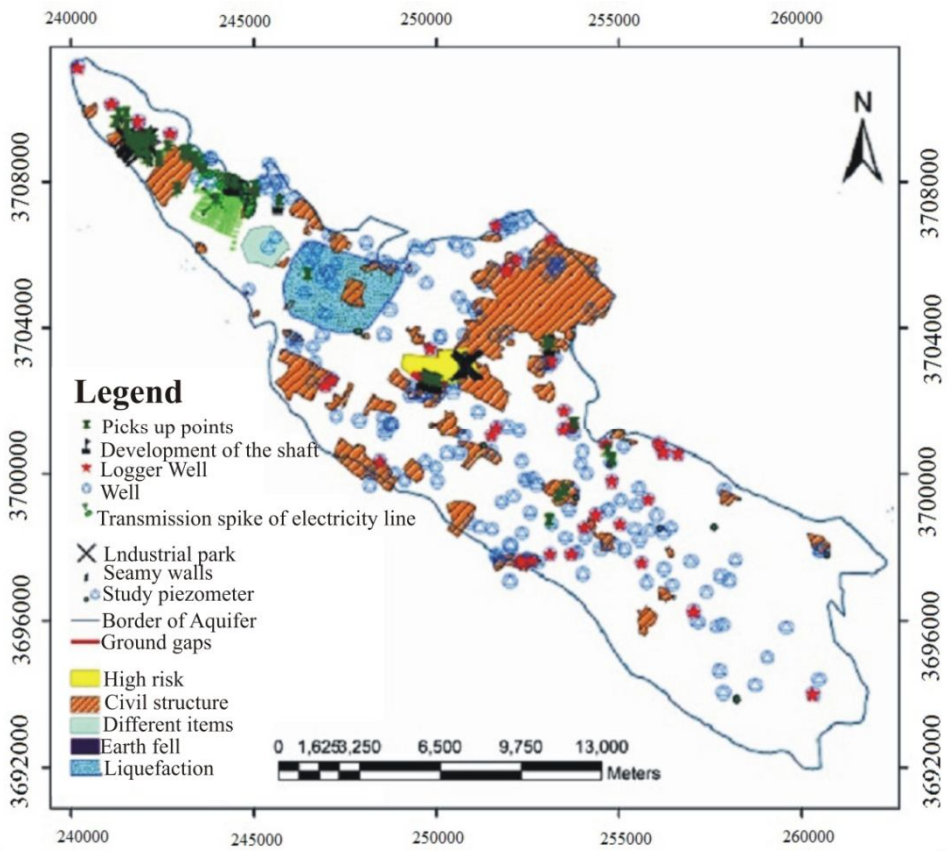 240000 245000 250000 255000 260000
N
3708000 3708000
3704000 3704000
3700000 3700000
3696000 3696000
3692000 3692000
Legend
Picks up points
Development of the shaft
Logger Well
Well
Transmission spike of electricity line
Lndustrial park
Seamy walls
Study piezometer
Border of Aquifer
Ground gaps
High risk
Civil structure
Different items
Earth fell
Liquefaction
0 1,6253,250 6,500 9,750 13,000
Meters
240000 245000 250000 255000 260000